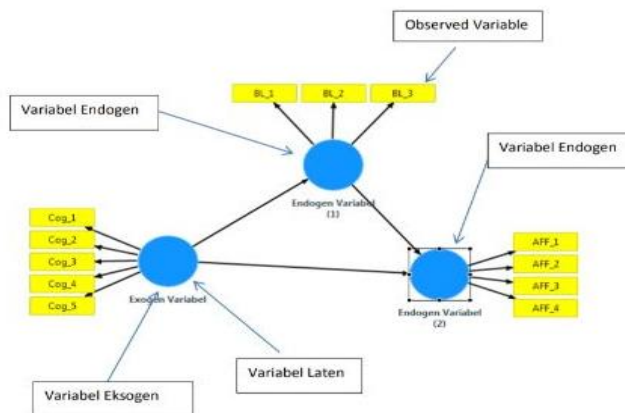 Observed Variable
BL_1
BL_2
BL_3
Variabel Endogen
Variabel Endogen
Endogen Variabel
(1)
Cog_1
Cog_2
Cog_3
Cog_4
Cog_5
Exogen Variabel
AFF_1
AFF_2
AFF_3
AFF_4
Endogen Variabel
(2)
Variabel Laten
Variabel Eksogen